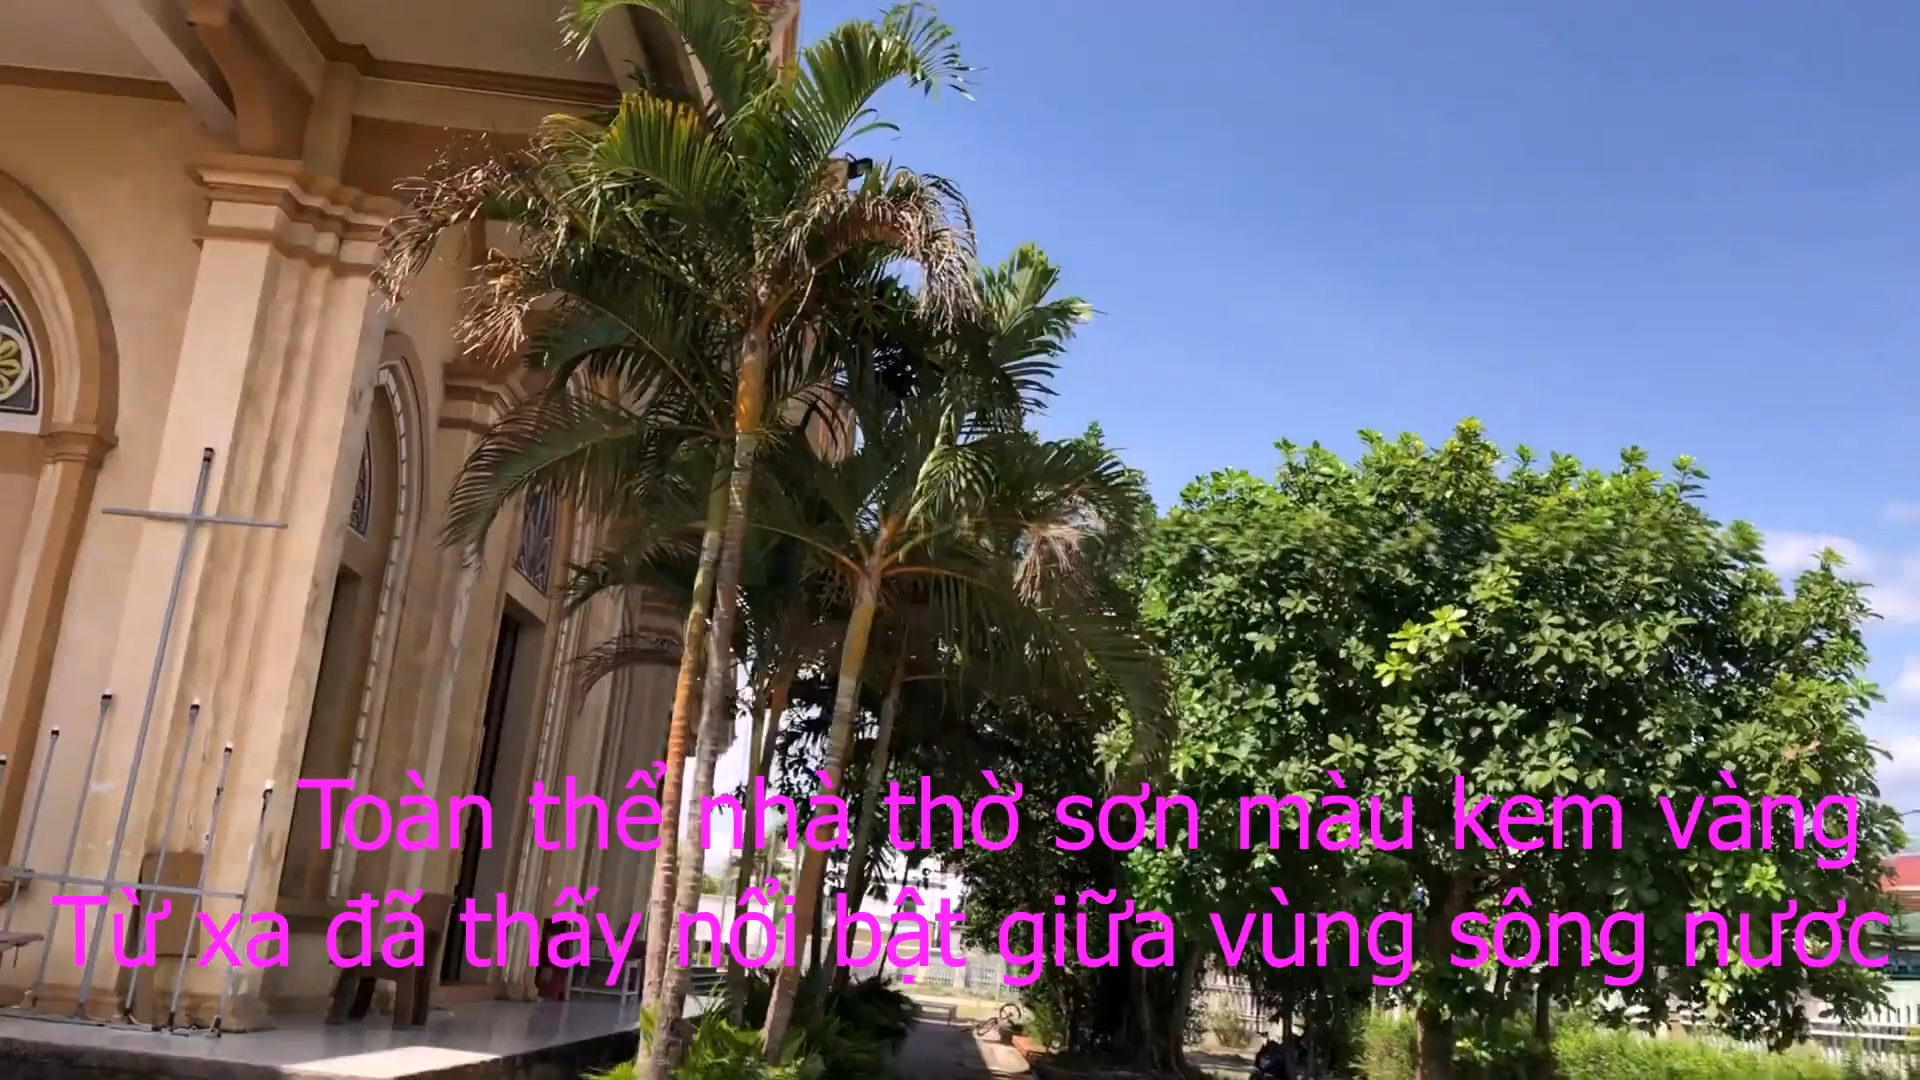 Toàn thể nhà thờ sơn màu kem vàng
Từ xa đã thấy nổi bật giữa vùng sông nươc